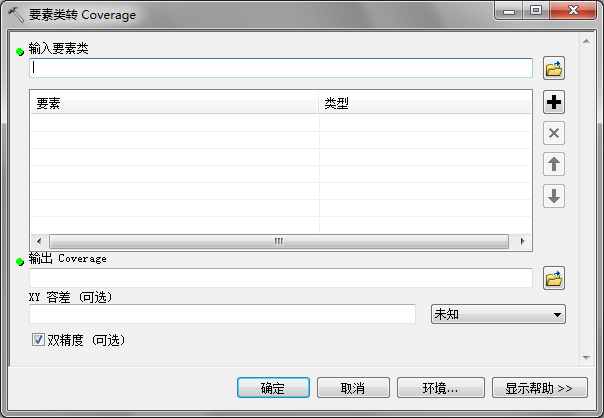 要素类转 Coverage
输入要素类
要素 类型
输出 Coverage
XY 容差 (可选)
未知
双精度 (可选)
确定 取消 环境... 显示帮助 >>